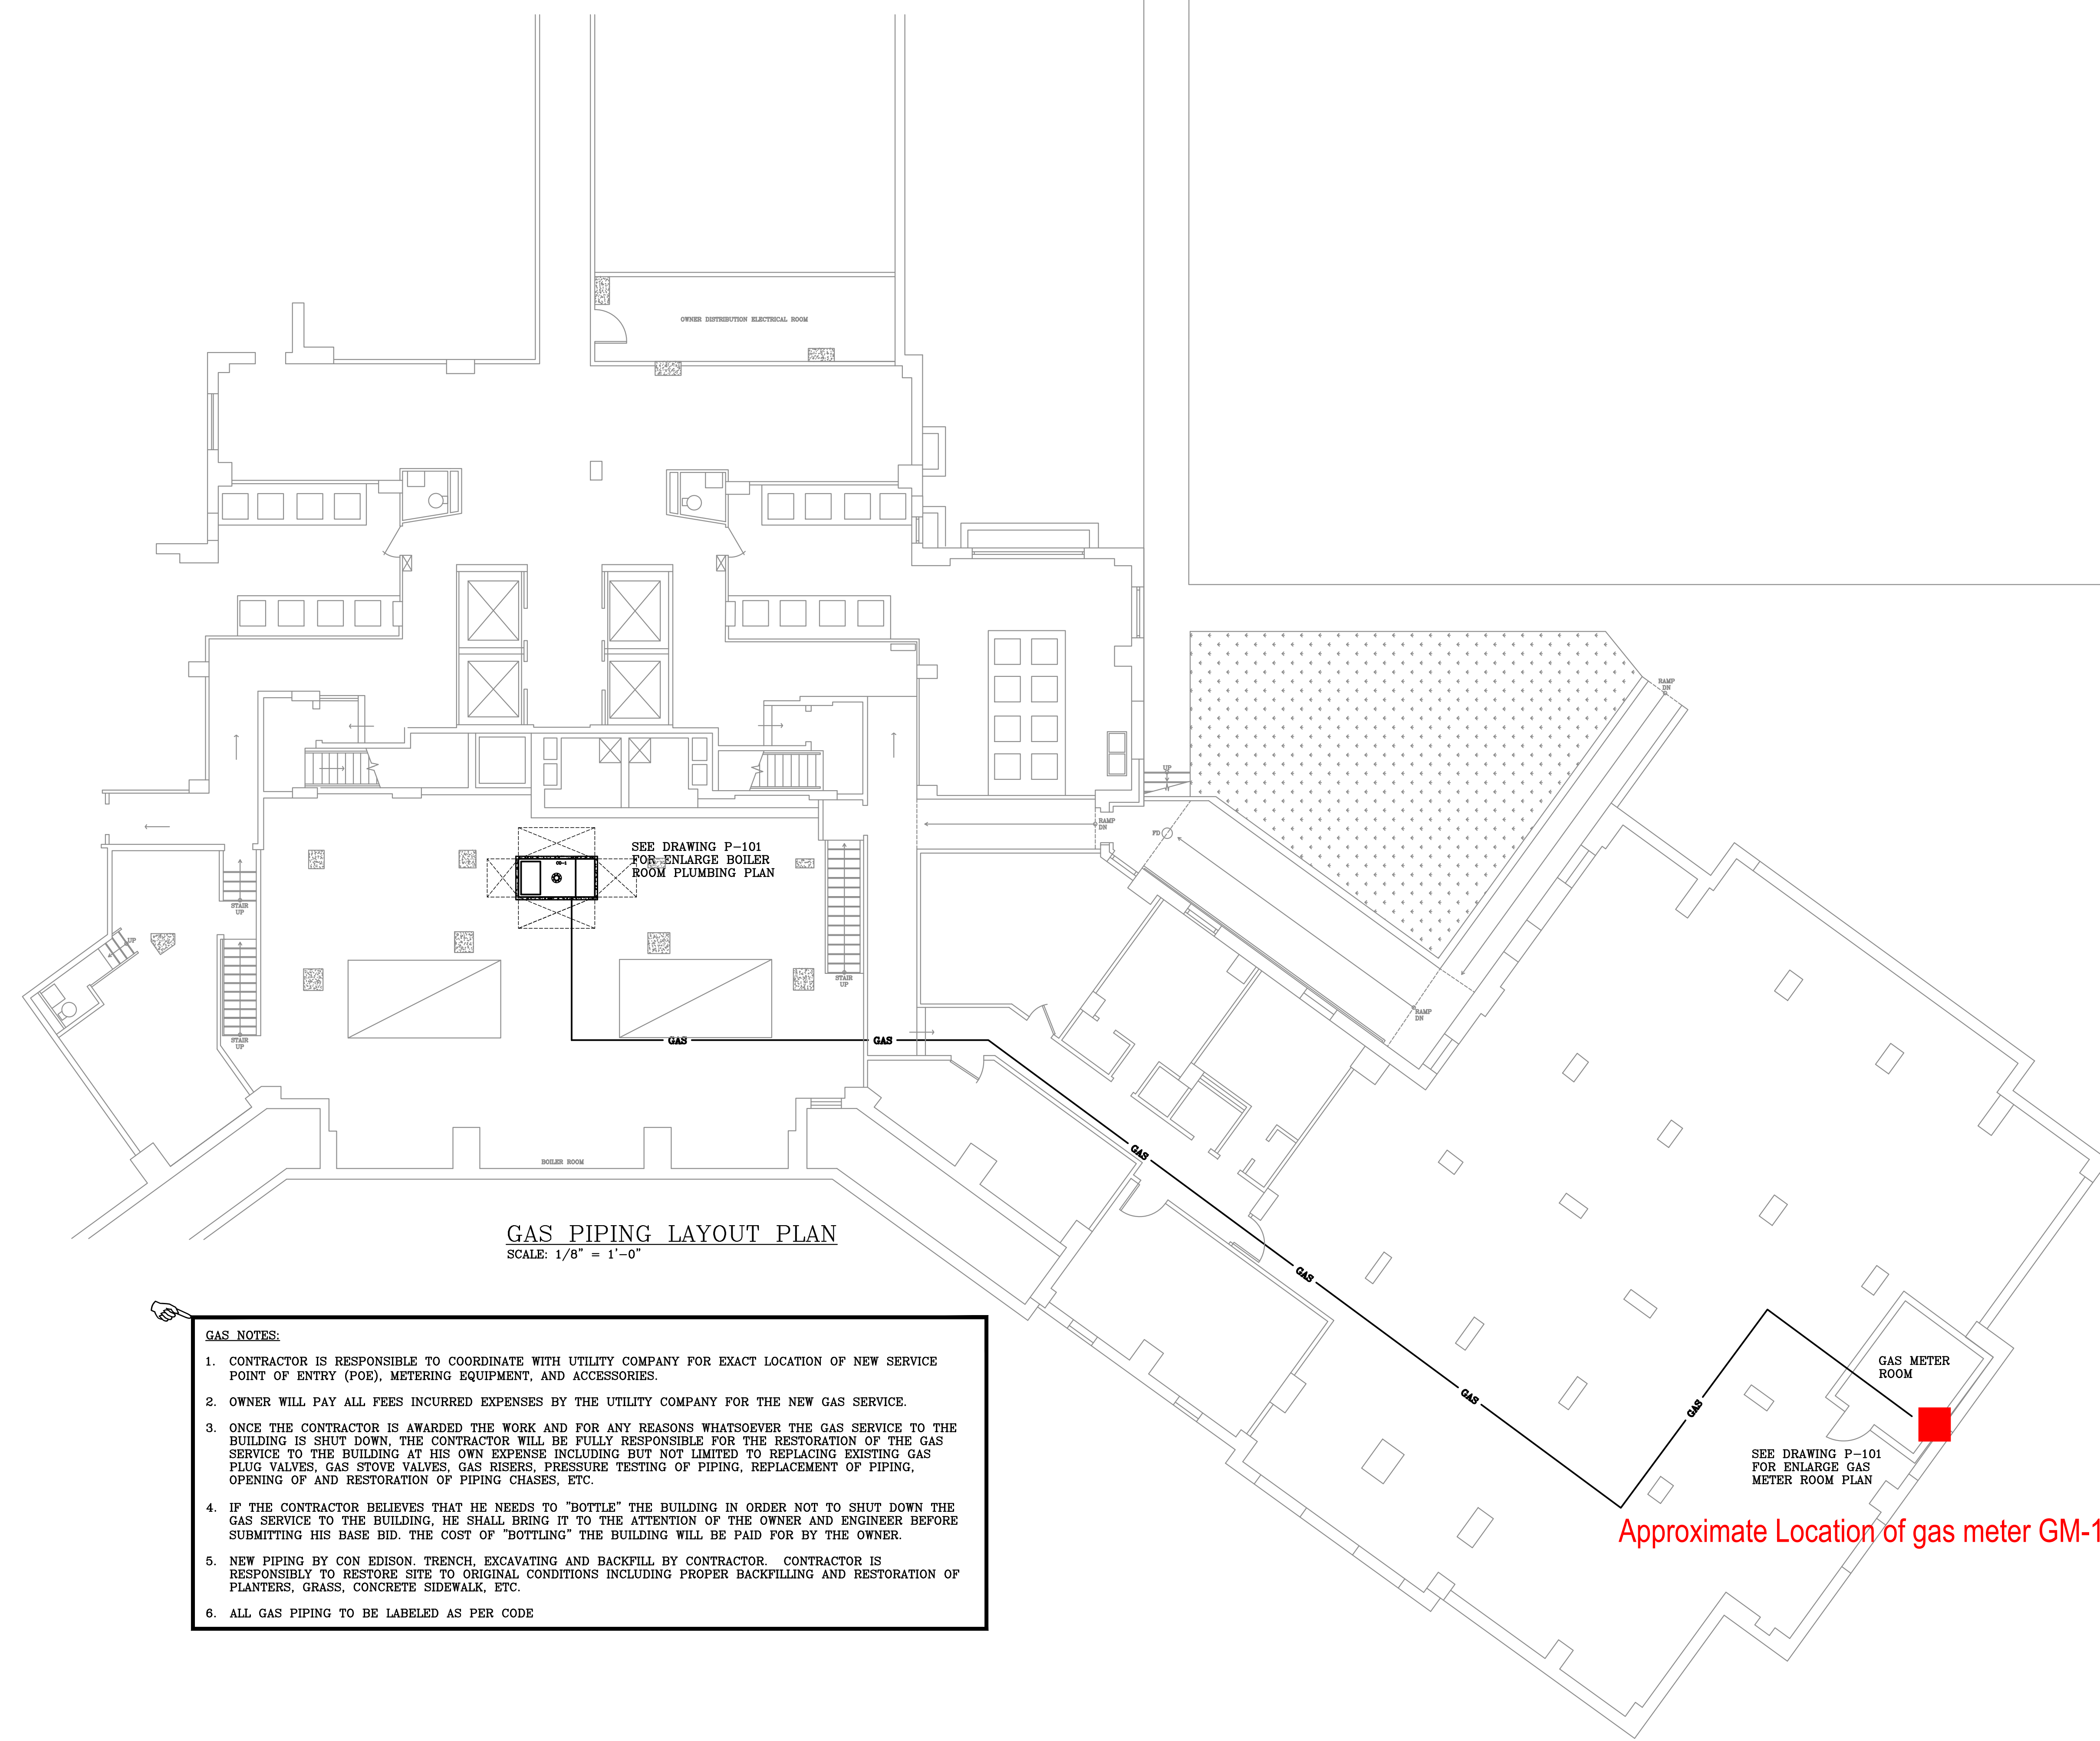 OWNER DISTRIBUTION ELECTRICAL ROOM
RAMP
DN
UP
FD
RAMP
DN
SEE DRAWING P-101
FOR ENLARGE BOILER
ROOM PLUMBING PLAN
CG-1
STAIR
UP
UP
STAIR
UP
RAMP
DN
STAIR
UP
GAS
GAS
GAS
BOILER ROOM
GAS PIPING LAYOUT PLAN
SCALE: 1/8" = 1'-0"
GAS
GAS
GAS
GAS METER
ROOM
SEE DRAWING P-101
FOR ENLARGE GAS
METER ROOM PLAN
Approximate Location of gas meter GM-1
GAS NOTES:
1. CONTRACTOR IS RESPONSIBLE TO COORDINATE WITH UTILITY COMPANY FOR EXACT LOCATION OF NEW SERVICE
POINT OF ENTRY (POE), METERING EQUIPMENT, AND ACCESSORIES.
2. OWNER WILL PAY ALL FEES INCURRED EXPENSES BY THE UTILITY COMPANY FOR THE NEW GAS SERVICE.
3. ONCE THE CONTRACTOR IS AWARDED THE WORK AND FOR ANY REASONS WHATSOEVER THE GAS SERVICE TO THE
BUILDING IS SHUT DOWN, THE CONTRACTOR WILL BE FULLY RESPONSIBLE FOR THE RESTORATION OF THE GAS
SERVICE TO THE BUILDING AT HIS OWN EXPENSE INCLUDING BUT NOT LIMITED TO REPLACING EXISTING GAS
PLUG VALVES, GAS STOVE VALVES, GAS RISERS, PRESSURE TESTING OF PIPING, REPLACEMENT OF PIPING,
OPENING OF AND RESTORATION OF PIPING CHASES, ETC.
4. IF THE CONTRACTOR BELIEVES THAT HE NEEDS TO "BOTTLE" THE BUILDING IN ORDER NOT TO SHUT DOWN THE
GAS SERVICE TO THE BUILDING, HE SHALL BRING IT TO THE ATTENTION OF THE OWNER AND ENGINEER BEFORE
SUBMITTING HIS BASE BID. THE COST OF "BOTTLING" THE BUILDING WILL BE PAID FOR BY THE OWNER.
5. NEW PIPING BY CON EDISON. TRENCH, EXCAVATING AND BACKFILL BY CONTRACTOR. CONTRACTOR IS
RESPONSIBLY TO RESTORE SITE TO ORIGINAL CONDITIONS INCLUDING PROPER BACKFILLING AND RESTORATION OF
PLANTERS, GRASS, CONCRETE SIDEWALK, ETC.
6. ALL GAS PIPING TO BE LABELED AS PER CODE